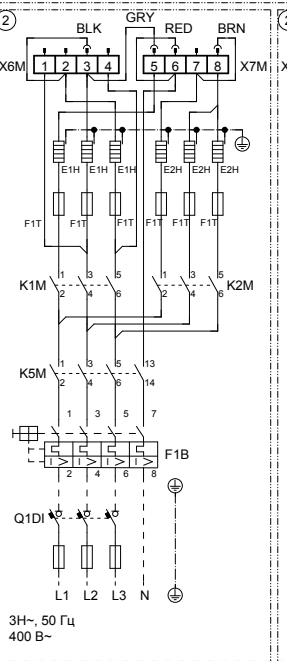 2 GRY 2
BLK RED BRN
X6M 1 2 3 4 5 6 7 8 X7M X
E1H E1H E1H E2H E2H E2H
F1T F1T F1T F1T F1T F1T
1 3 5 1 3 5
K1M K2M
2 4 6 2 4 6
1 3 5 13
K5M
2 4 6 14
1 3 5 7
F1B
I > I > I > I >
2 4 6 8
Q1DI
L1 L2 L3 N
3H~, 50 Гц
400 В~